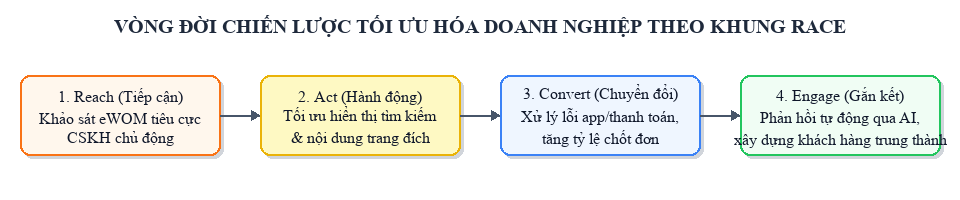 VÒNG ĐỜI CHIẾN LƯỢC TỐI ƯU HÓA DOANH NGHIỆP THEO KHUNG RACE
1. Reach (Tiếp cận)
Khảo sát eWOM tiêu cực
CSKH chủ động
2. Act (Hành động)
Tối ưu hiển thị tìm kiếm
& nội dung trang đích
3. Convert (Chuyển đổi)
Xử lý lỗi app/thanh toán,
tăng tỷ lệ chốt đơn
4. Engage (Gắn kết)
Phản hồi tự động qua AI,
xây dựng khách hàng trung thành